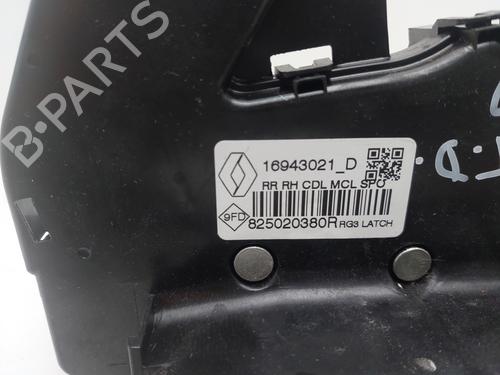 B-PARTS
16943021_D
RR RH CDL MCL SPO
9FD
825020380R RG3 LATCH
T.D.